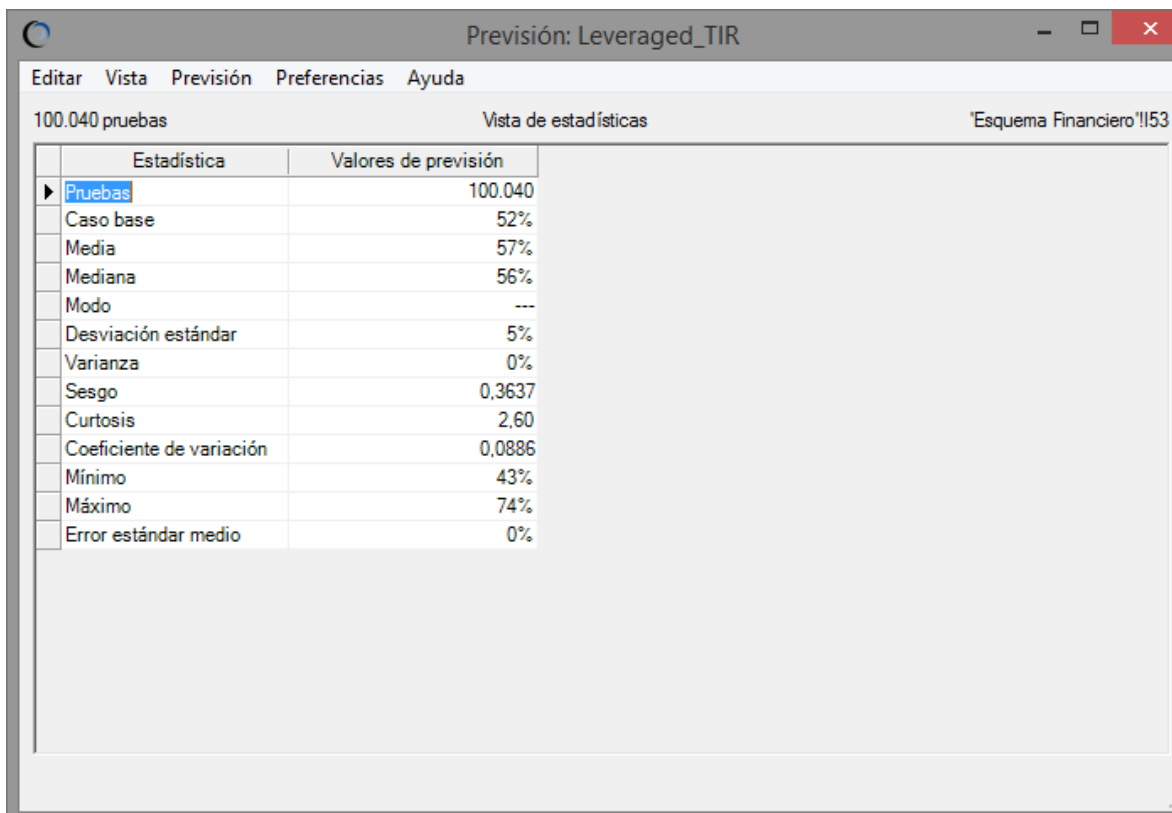 Previsión: Leveraged_TIR
Editar Vista Previsión Preferencias Ayuda
100.040 pruebas Vista de estadísticas "Esquema Financiero"!I53
Estadística Valores de previsión
Pruebas 100.040
Caso base 52%
Media 57%
Mediana 56%
Modo ---
Desviación estándar 5%
Varianza 0%
Sesgo 0,3637
Curtosis 2,60
Coeficiente de variación 0,0886
Mínimo 43%
Máximo 74%
Error estándar medio 0%